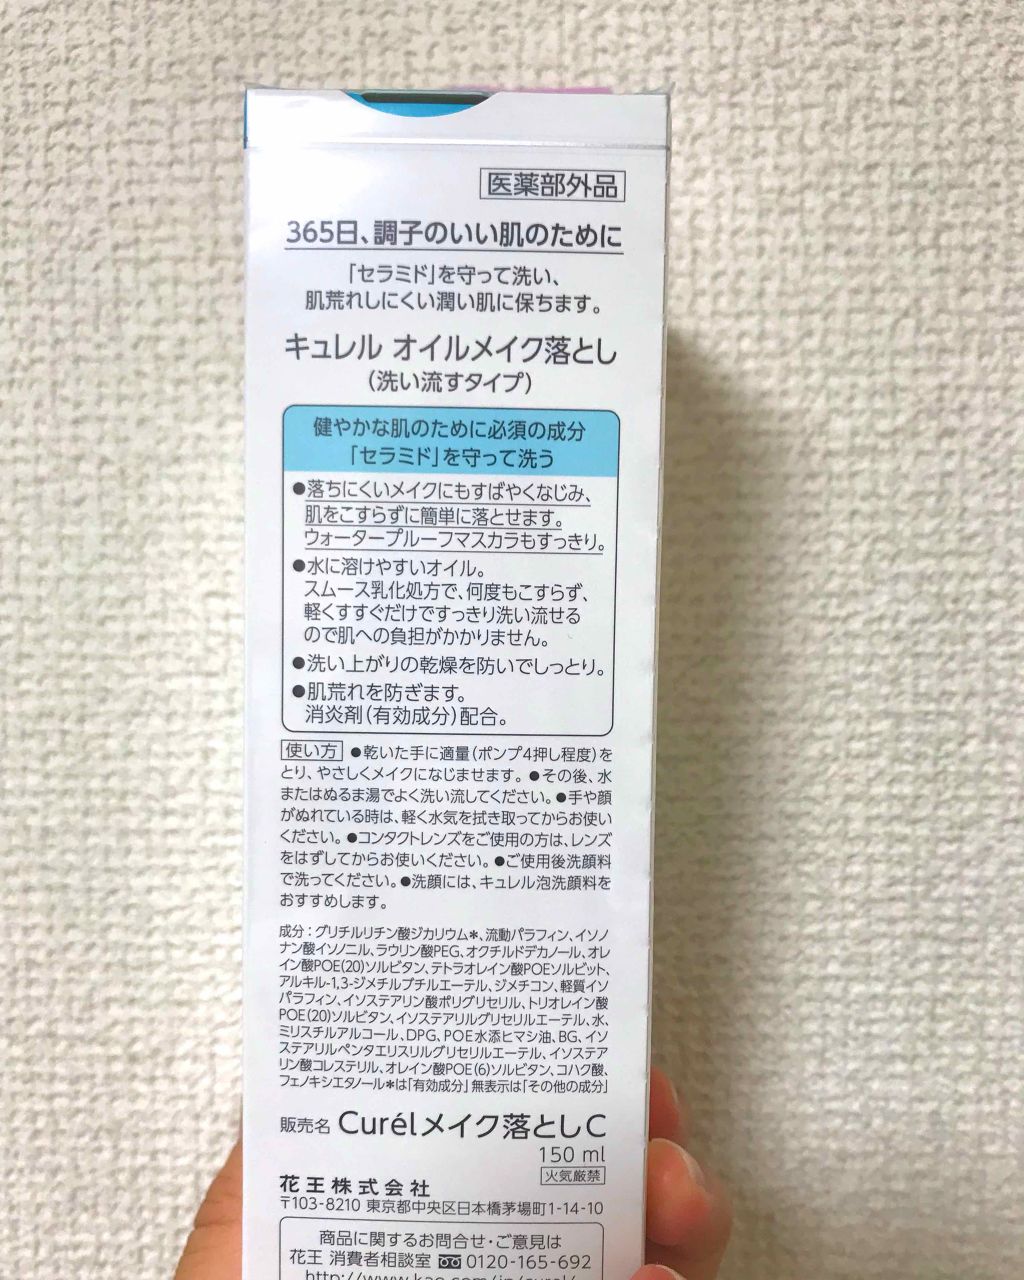 医薬部外品
365日、調子のいい肌のために
「セラミド」を守って洗い、
肌荒れしにくい潤い肌に保ちます。
キュレル オイルメイク落とし
(洗い流すタイプ)
健やかな肌のために必須の成分
「セラミド」を守って洗う
●落ちにくいメイクにもすばやくなじみ、
肌をこすらずに簡単に落とせます。
ウォータープルーフマスカラもすっきり。
●水に溶けやすいオイル。
スムース乳化処方で、何度もこすらず、
軽くすすぐだけですっきり洗い流せる
ので肌への負担がかかりません。
●洗い上がりの乾燥を防いでしっとり。
●肌荒れを防ぎます。
消炎剤(有効成分)配合。
使い方 ●乾いた手に適量(ポンプ4押し程度)を
とり、やさしくメイクになじませます。●その後、水
またはぬるま湯でよく洗い流してください。●手や顔
がぬれている時は、軽く水気を拭き取ってからお使い
ください。●コンタクトレンズをご使用の方は、レンズ
をはずしてからお使いください。●ご使用後洗顔料
で洗ってください。●洗顔には、キュレル泡洗顔料を
おすすめします。
成分：グリチルリチン酸ジカリウム＊、流動パラフィン、イソノ
ナン酸イソノニル、ラウリン酸PEG、オクチルドデカノール、オレ
イン酸POE(20)ソルビタン、テトラオレイン酸POEソルビット、
アルキル-1,3-ジメチルブチルエーテル、ジメチコン、軽質イソ
パラフィン、イソステアリン酸ポリグリセリル、トリオレイン酸
POE(20)ソルビタン、イソステアリルグリセリルエーテル、水、
ミリスチルアルコール、DPG、POE水添ヒマシ油、BG、イソ
ステアリルペンタエリスリルグリセリルエーテル、イソステア
リン酸コレステリル、オレイン酸POE(6)ソルビタン、コハク酸、
フェノキシエタノール＊は「有効成分」無表示は「その他の成分」
販売名 Curélメイク落としC
150 ml
火気厳禁
花王株式会社
〒103-8210 東京都中央区日本橋茅場町1-14-10
商品に関するお問合せ・ご意見は
花王 消費者相談室 0120-165-692
http://www.kao.com/jp/curel/